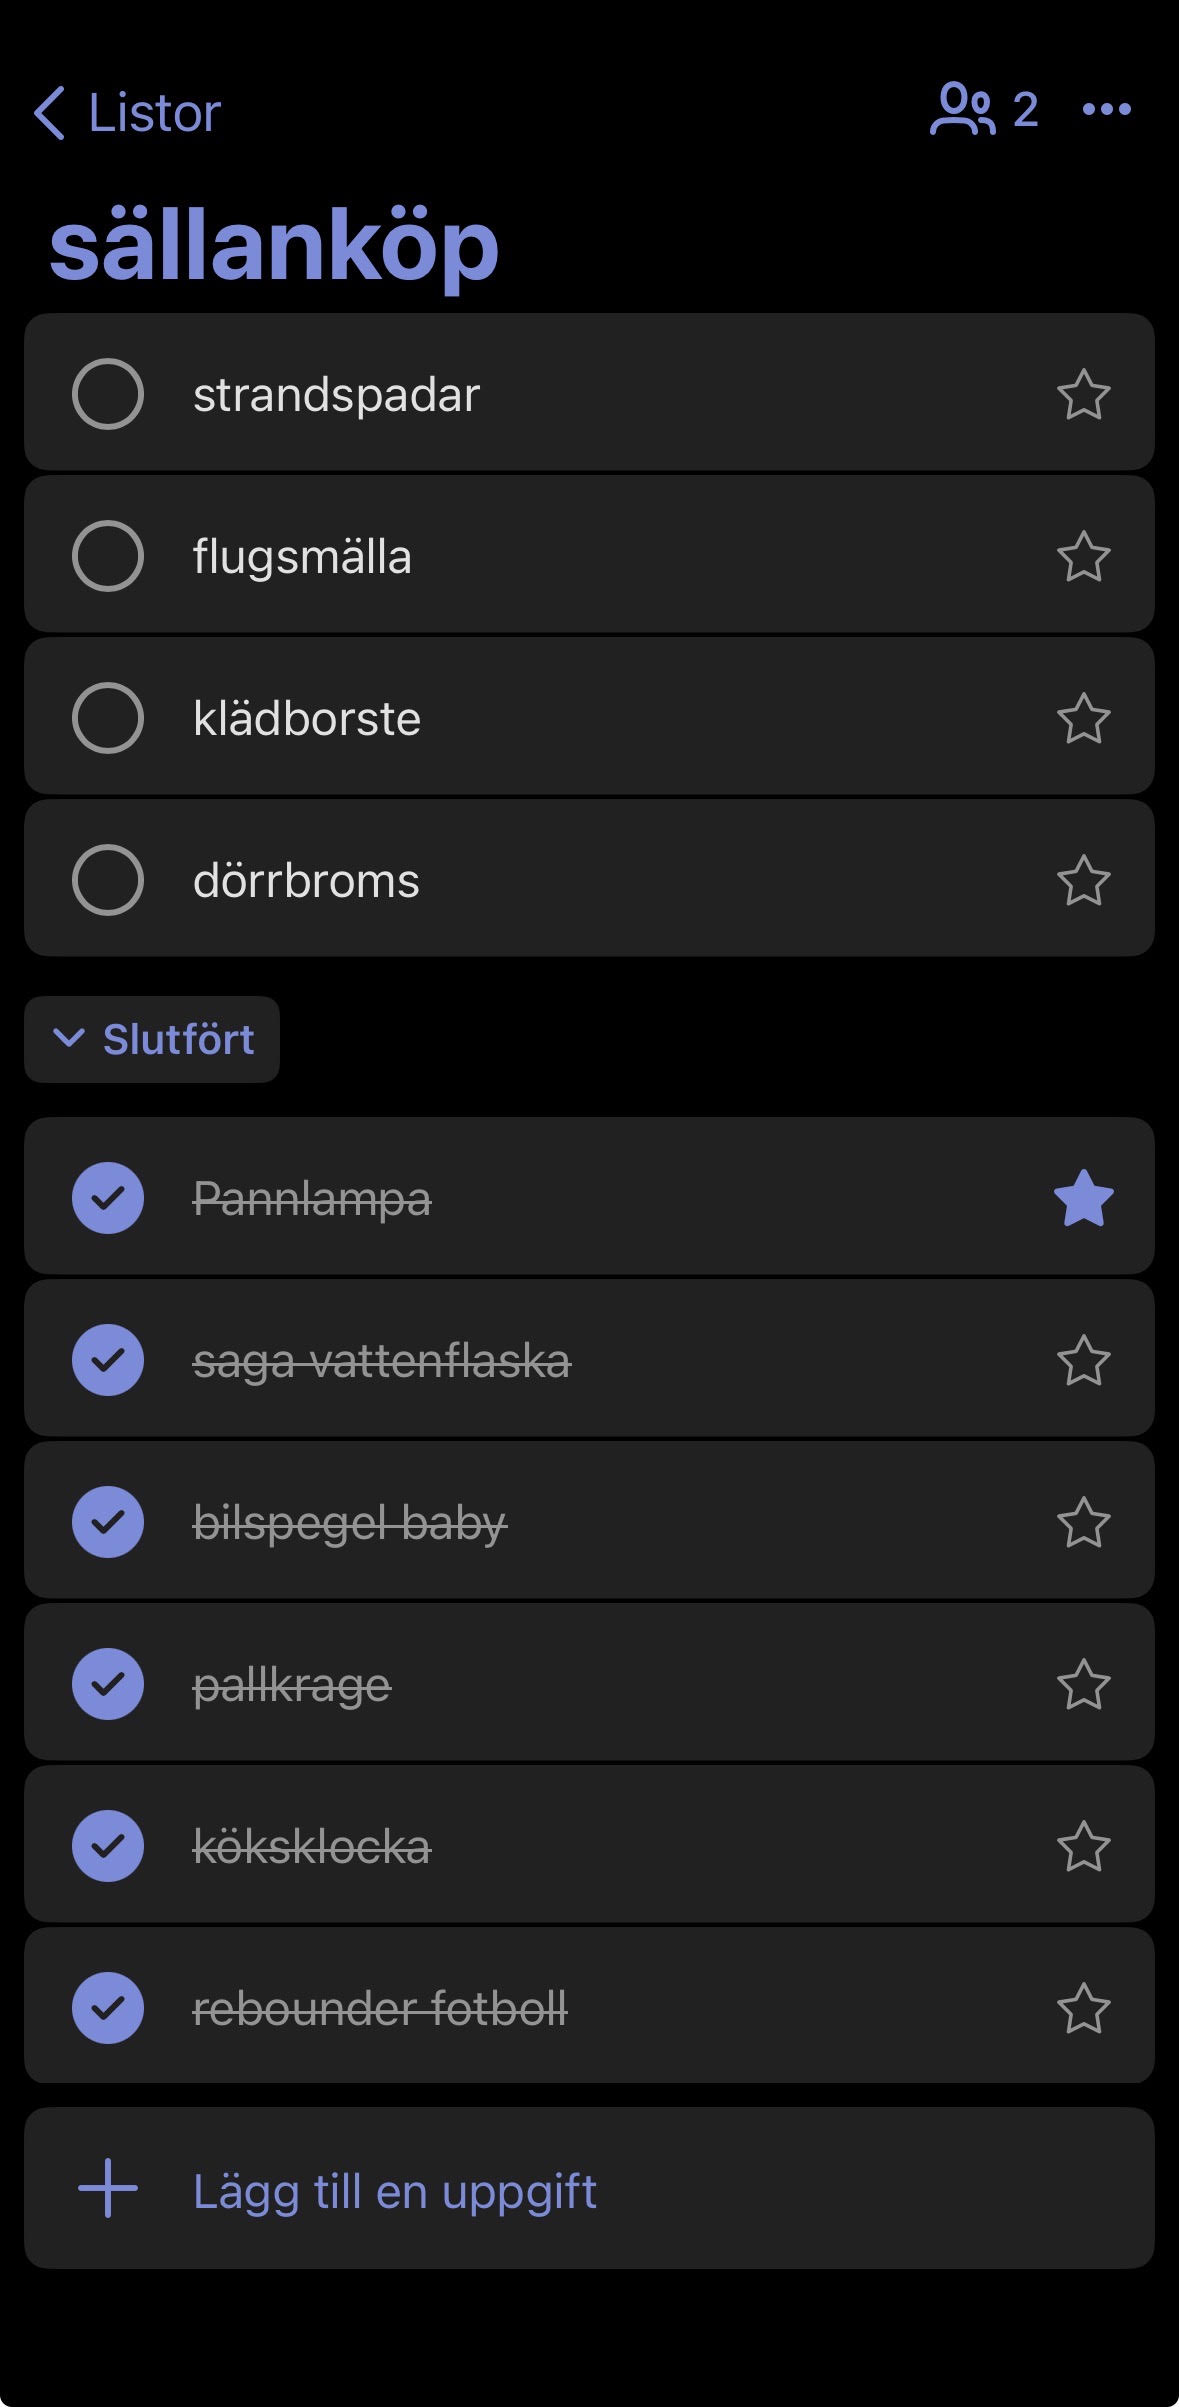 Listor
2
sällanköp
strandspadar
flugsmälla
klädborste
dörrbroms
Slutfört
Pannlampa
saga vattenflaska
bilspegel baby
pallkrage
köksklocka
rebounder fotboll
Lägg till en uppgift